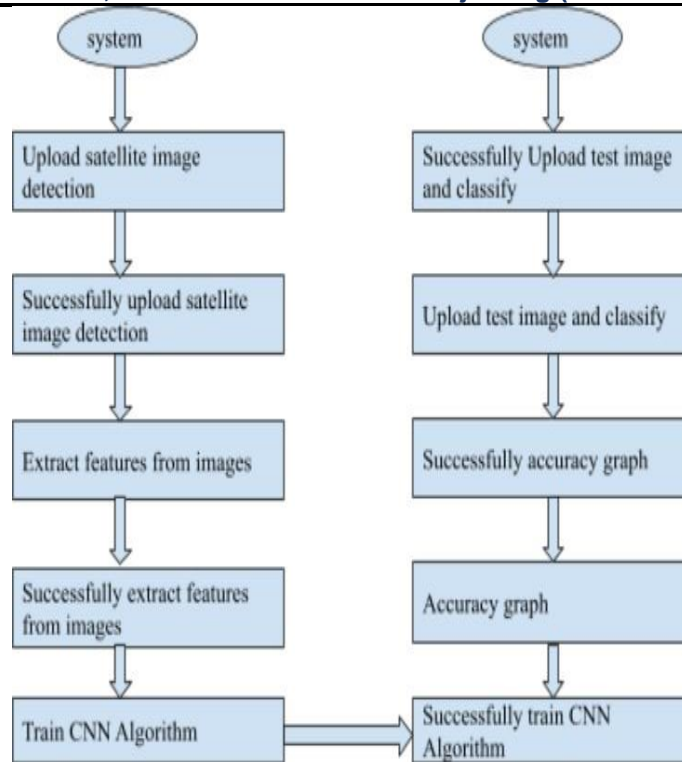 system
Upload satellite image
detection
Successfully upload satellite
image detection
Extract features from images
Successfully extract features
from images
Train CNN Algorithm
system
Successfully Upload test image
and classify
Upload test image and classify
Successfully accuracy graph
Accuracy graph
Successfully train CNN
Algorithm